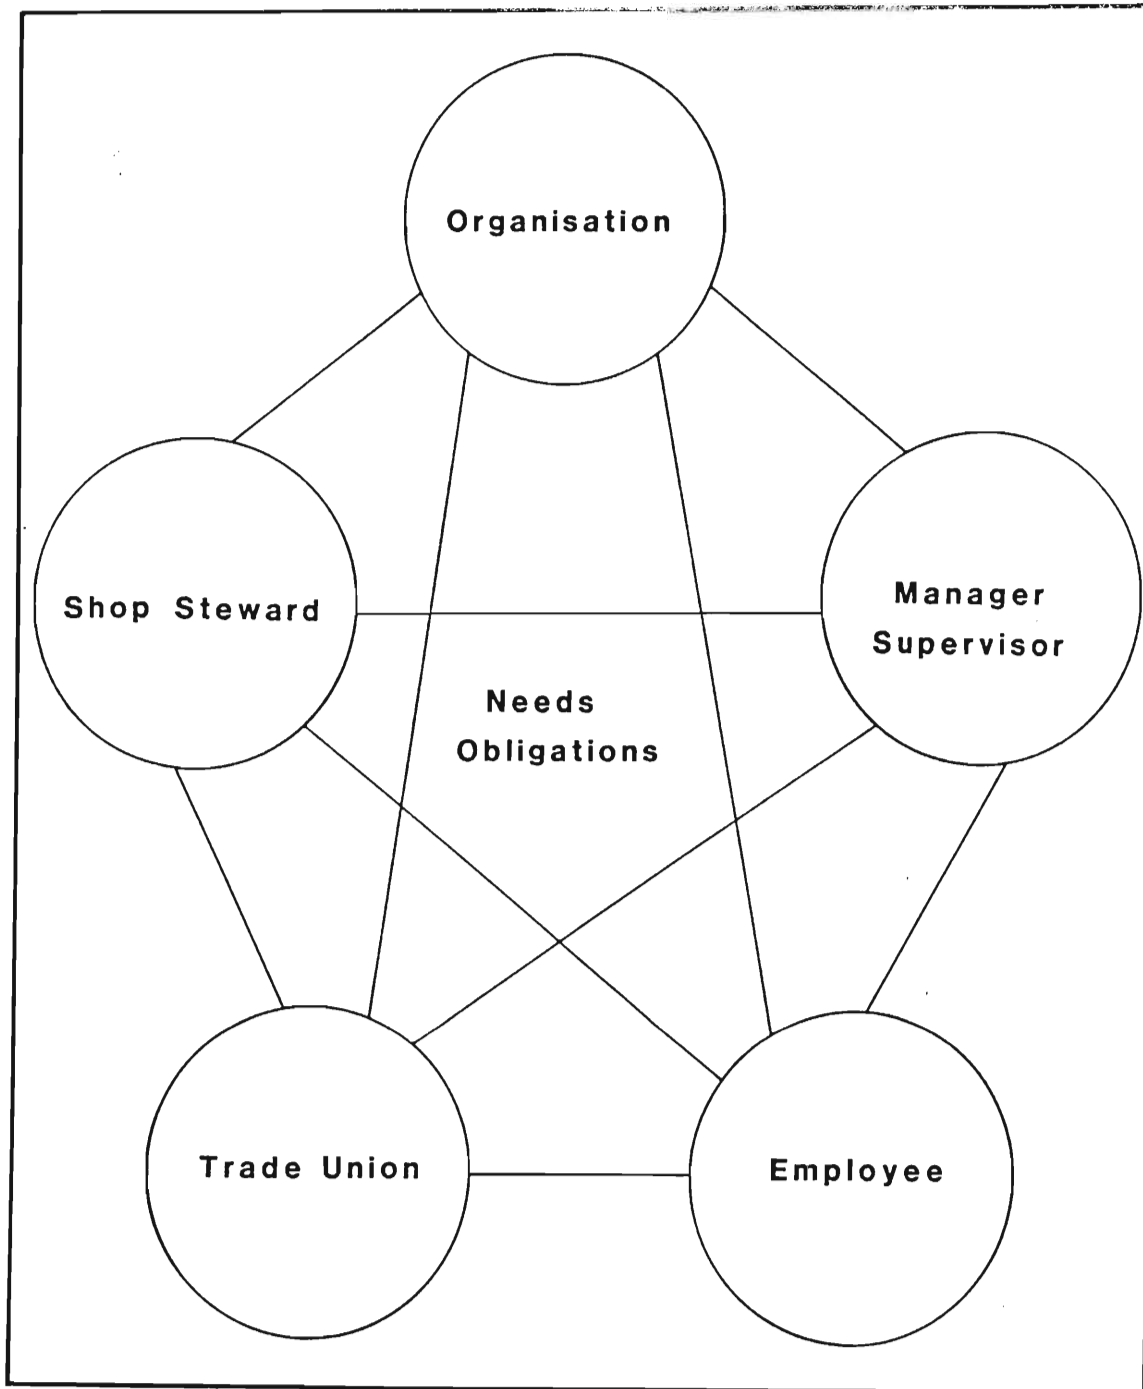 Organisation
Shop Steward
Manager
Supervisor
Needs
Obligations
Trade Union
Employee